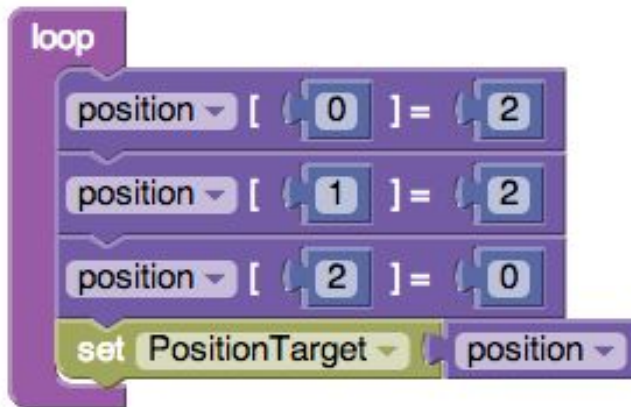 loop
position [ 0 ] = 2
position [ 1 ] = 2
position [ 2 ] = 0
set PositionTarget position